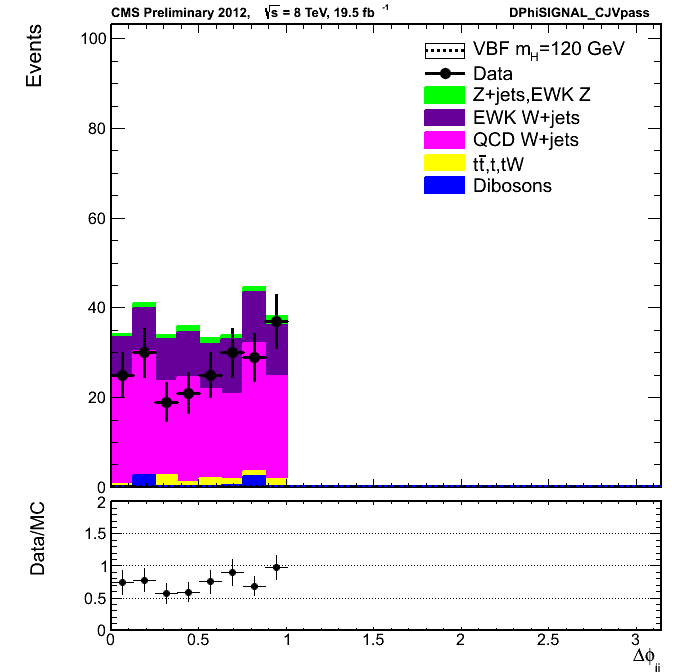 CMS Preliminary 2012, √s = 8 TeV, 19.5 fb⁻¹
DPhiSIGNAL_CJVpass
Events
100
80
60
40
20
0
VBF m_H=120 GeV
Data
Z+jets,EWK Z
EWK W+jets
QCD W+jets
tt̄,t,tW
Dibosons
Data/MC
2
1.5
1
0.5
0
0 0.5 1 1.5 2 2.5 3
Δϕ_jj